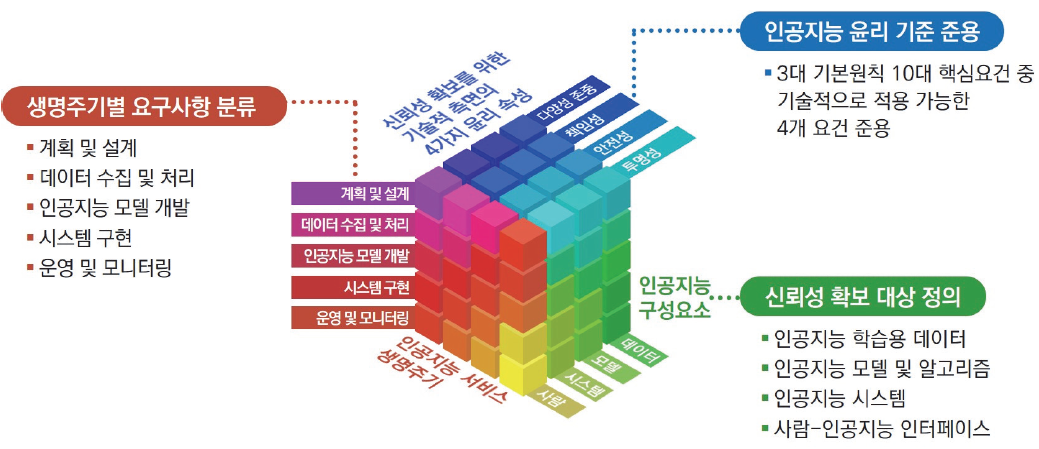 인공지능 윤리 기준 준용
▪ 3대 기본원칙 10대 핵심요건 중
기술적으로 적용 가능한
4개 요건 준용
생명주기별 요구사항 분류
▪ 계획 및 설계
▪ 데이터 수집 및 처리
▪ 인공지능 모델 개발
▪ 시스템 구현
▪ 운영 및 모니터링
신뢰성 확보를 위한
기술적 측면의
4가지 윤리 속성
다양성 존중
책임성
안전성
투명성
계획 및 설계
데이터 수집 및 처리
인공지능 모델 개발
시스템 구현
운영 및 모니터링
인공지능 서비스
생명주기
사람
시스템
모델
데이터
인공지능
구성요소
신뢰성 확보 대상 정의
▪ 인공지능 학습용 데이터
▪ 인공지능 모델 및 알고리즘
▪ 인공지능 시스템
▪ 사람-인공지능 인터페이스